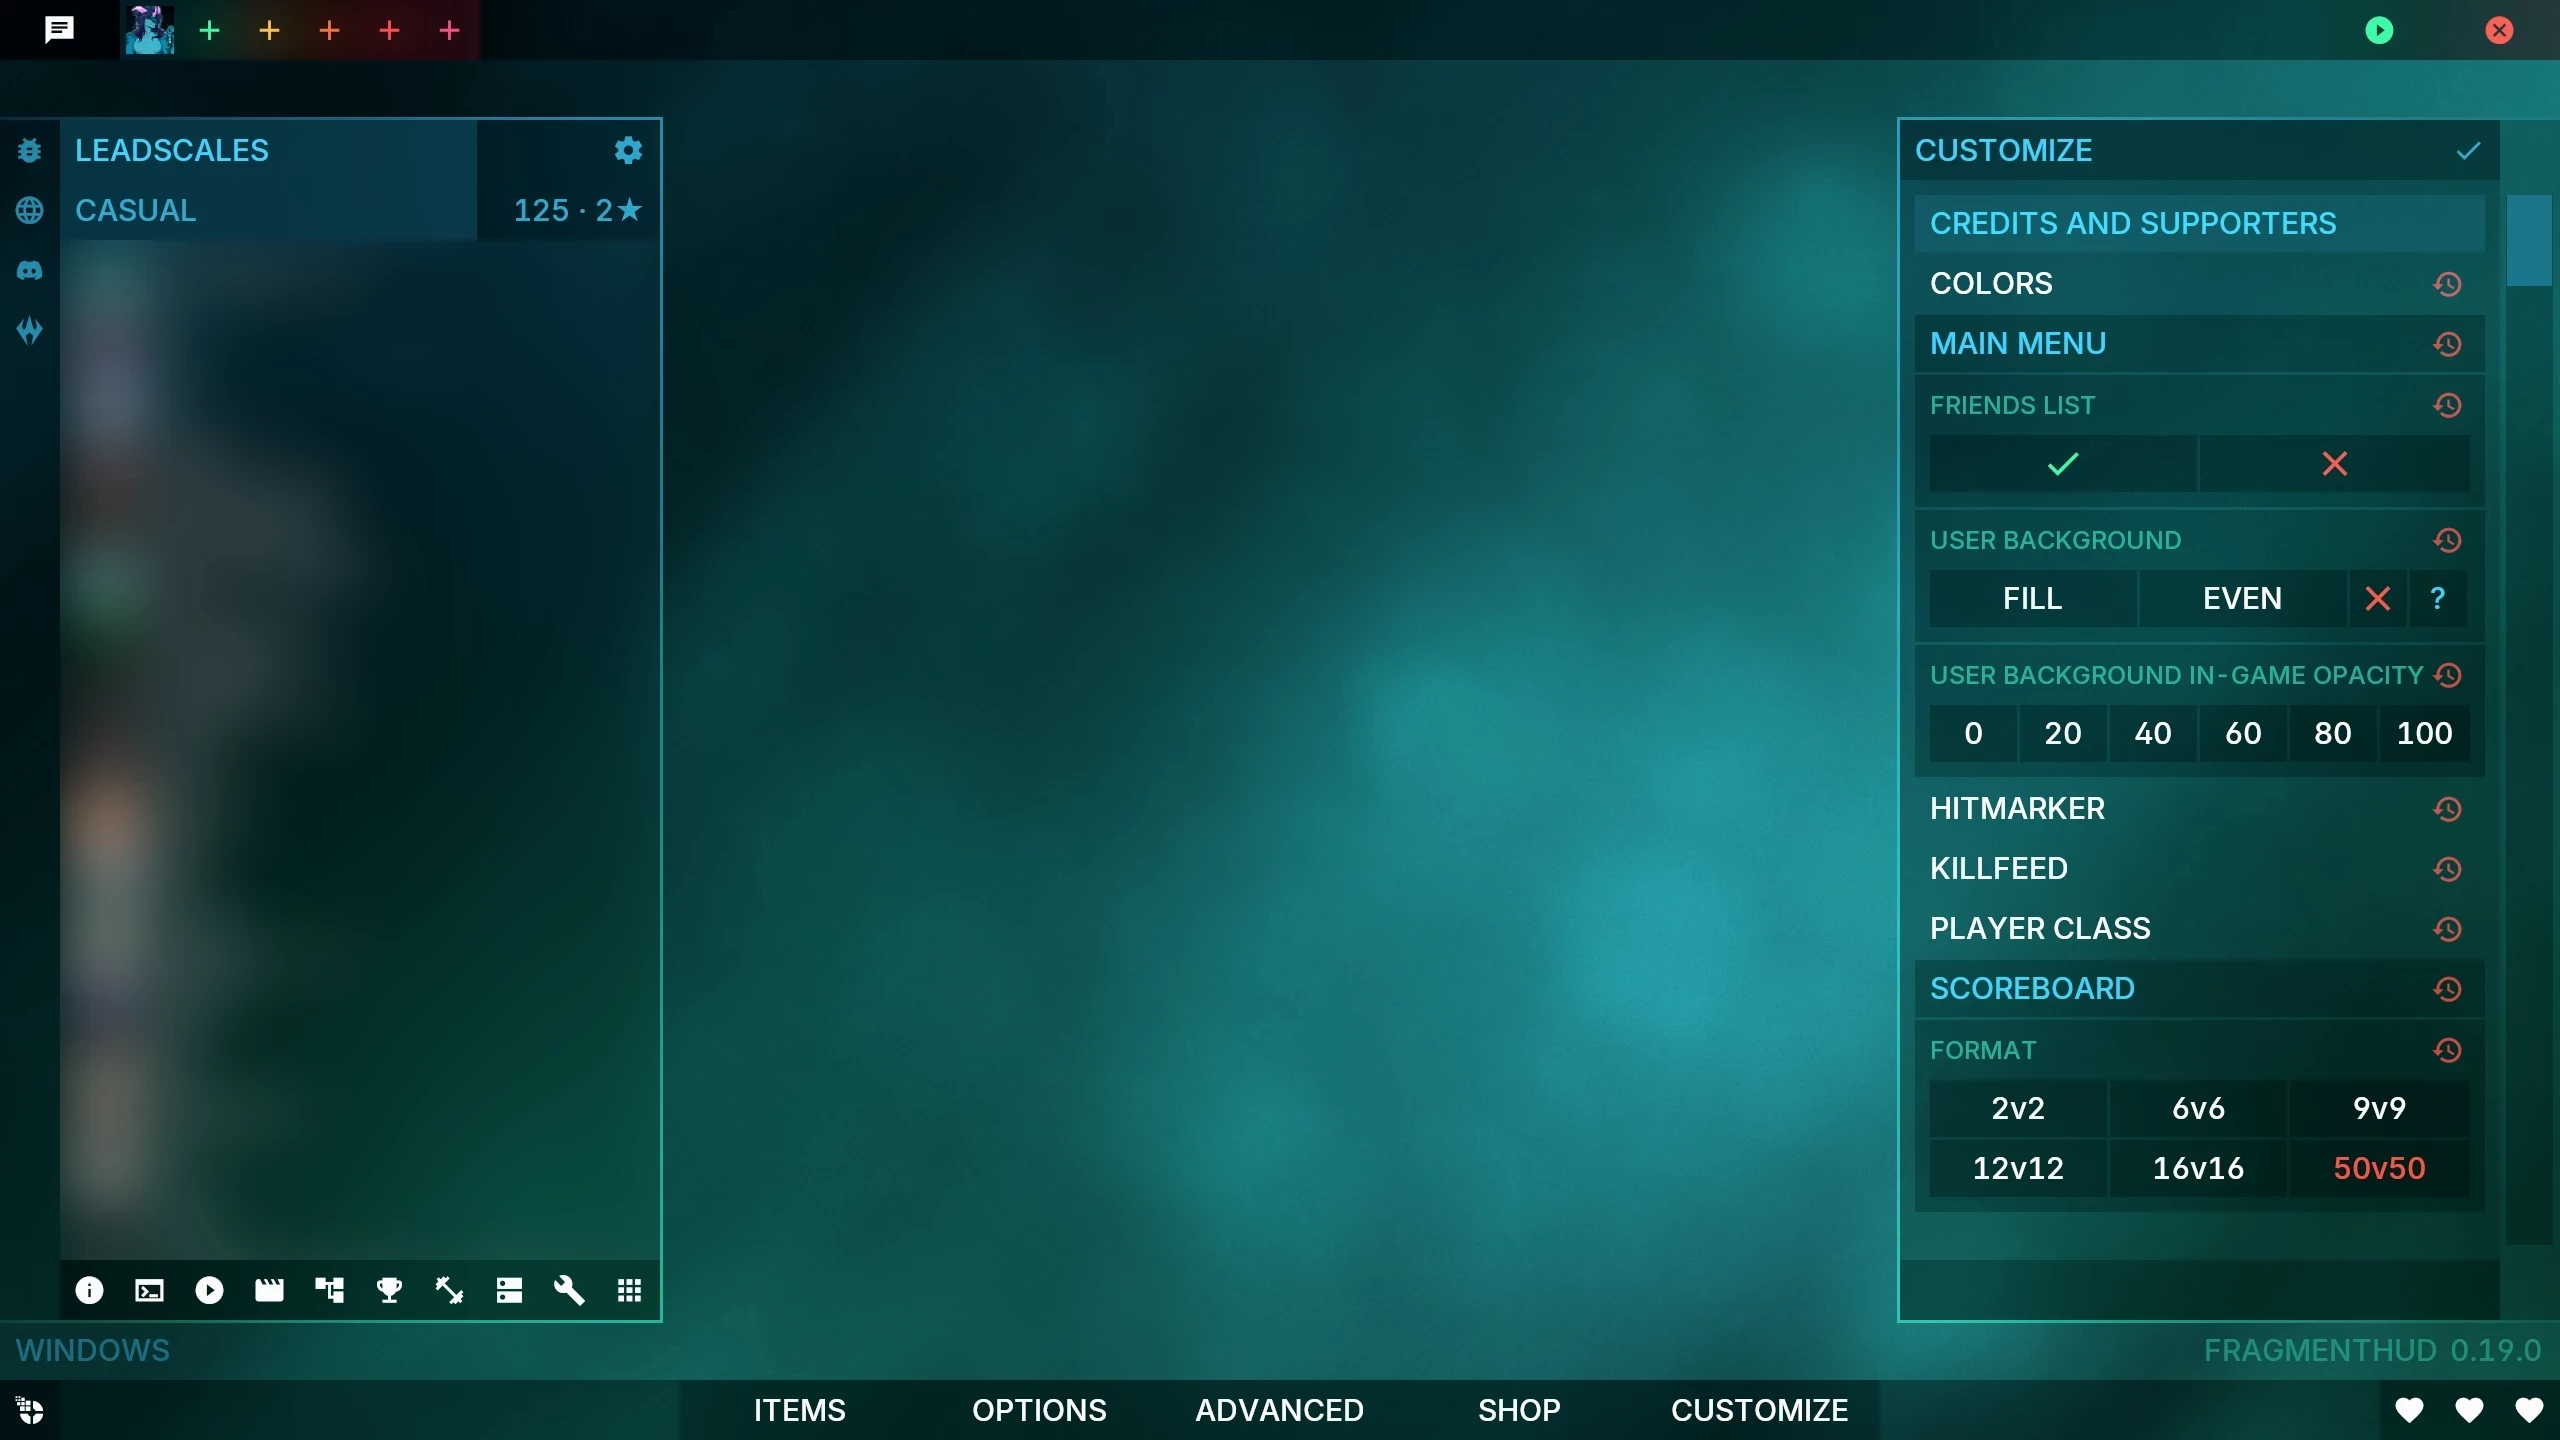 LEADSCALES
CASUAL
125 · 2★
CUSTOMIZE
CREDITS AND SUPPORTERS
COLORS
MAIN MENU
FRIENDS LIST
USER BACKGROUND
FILL EVEN ?
USER BACKGROUND IN-GAME OPACITY
0 20 40 60 80 100
HITMARKER
KILLFEED
PLAYER CLASS
SCOREBOARD
FORMAT
2v2 6v6 9v9
12v12 16v16 50v50
WINDOWS
FRAGMENTHUD 0.19.0
ITEMS OPTIONS ADVANCED SHOP CUSTOMIZE